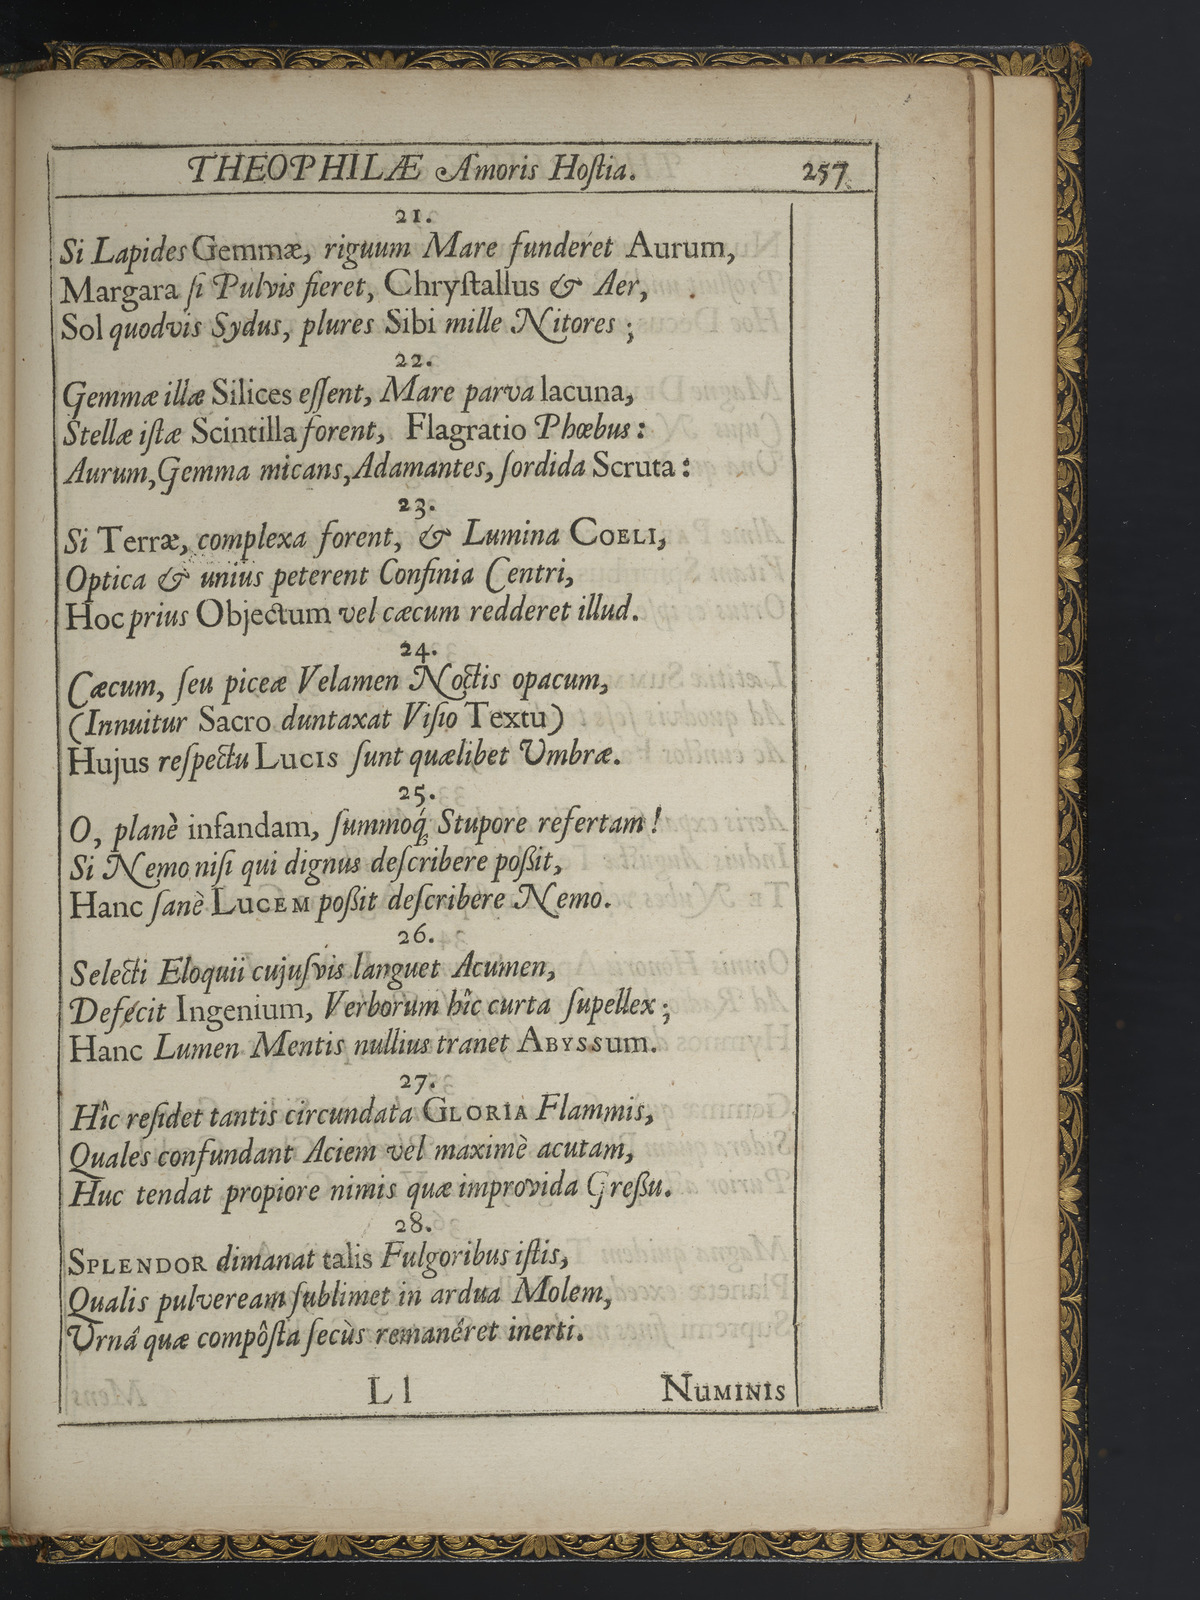 THEOPHILÆ Amoris Hoſtia. 257
21.
Si Lapides Gemmæ, riguum Mare funderet Aurum,
Margara ſi Pulvis fieret, Chryſtallus & Aer,
Sol quodvis Sydus, plures Sibi mille Nitores ;
22.
Gemmæ illæ Silices eſſent, Mare parva lacuna,
Stellæ iſtæ Scintilla forent, Flagratio Phœbus :
Aurum, Gemma micans, Adamantes, ſordida Scruta :
23.
Si Terræ, complexa forent, & Lumina COELI,
Optica & unius peterent Confinia Centri,
Hoc prius Objectum vel cæcum redderet illud.
24.
Cæcum, ſeu piceæ Velamen Noctis opacum,
(Innuitur Sacro duntaxat Viſio Textu)
Hujus reſpectu LUCIS ſunt quælibet Umbræ.
25.
O, planè infandam, ſummoq́; Stupore refertam !
Si Nemo niſi qui dignus deſcribere poßit,
Hanc ſanè LUCEM poßit deſcribere Nemo.
26.
Selecti Eloquii cujuſvis languet Acumen,
Defécit Ingenium, Verborum hîc curta ſupellex ;
Hanc Lumen Mentis nullius tranet ABYSSum.
27.
Hîc reſidet tantis circundata GLORIA Flammis,
Quales confundant Aciem vel maximè acutam,
Huc tendat propiore nimis quæ improvida Greßu.
28.
SPLENDOR dimanat talis Fulgoribus iſtis,
Qualis pulveream ſublimet in ardua Molem,
Urnâ quæ compôſta ſecùs remanêret inerti.
Ll NUMINIS